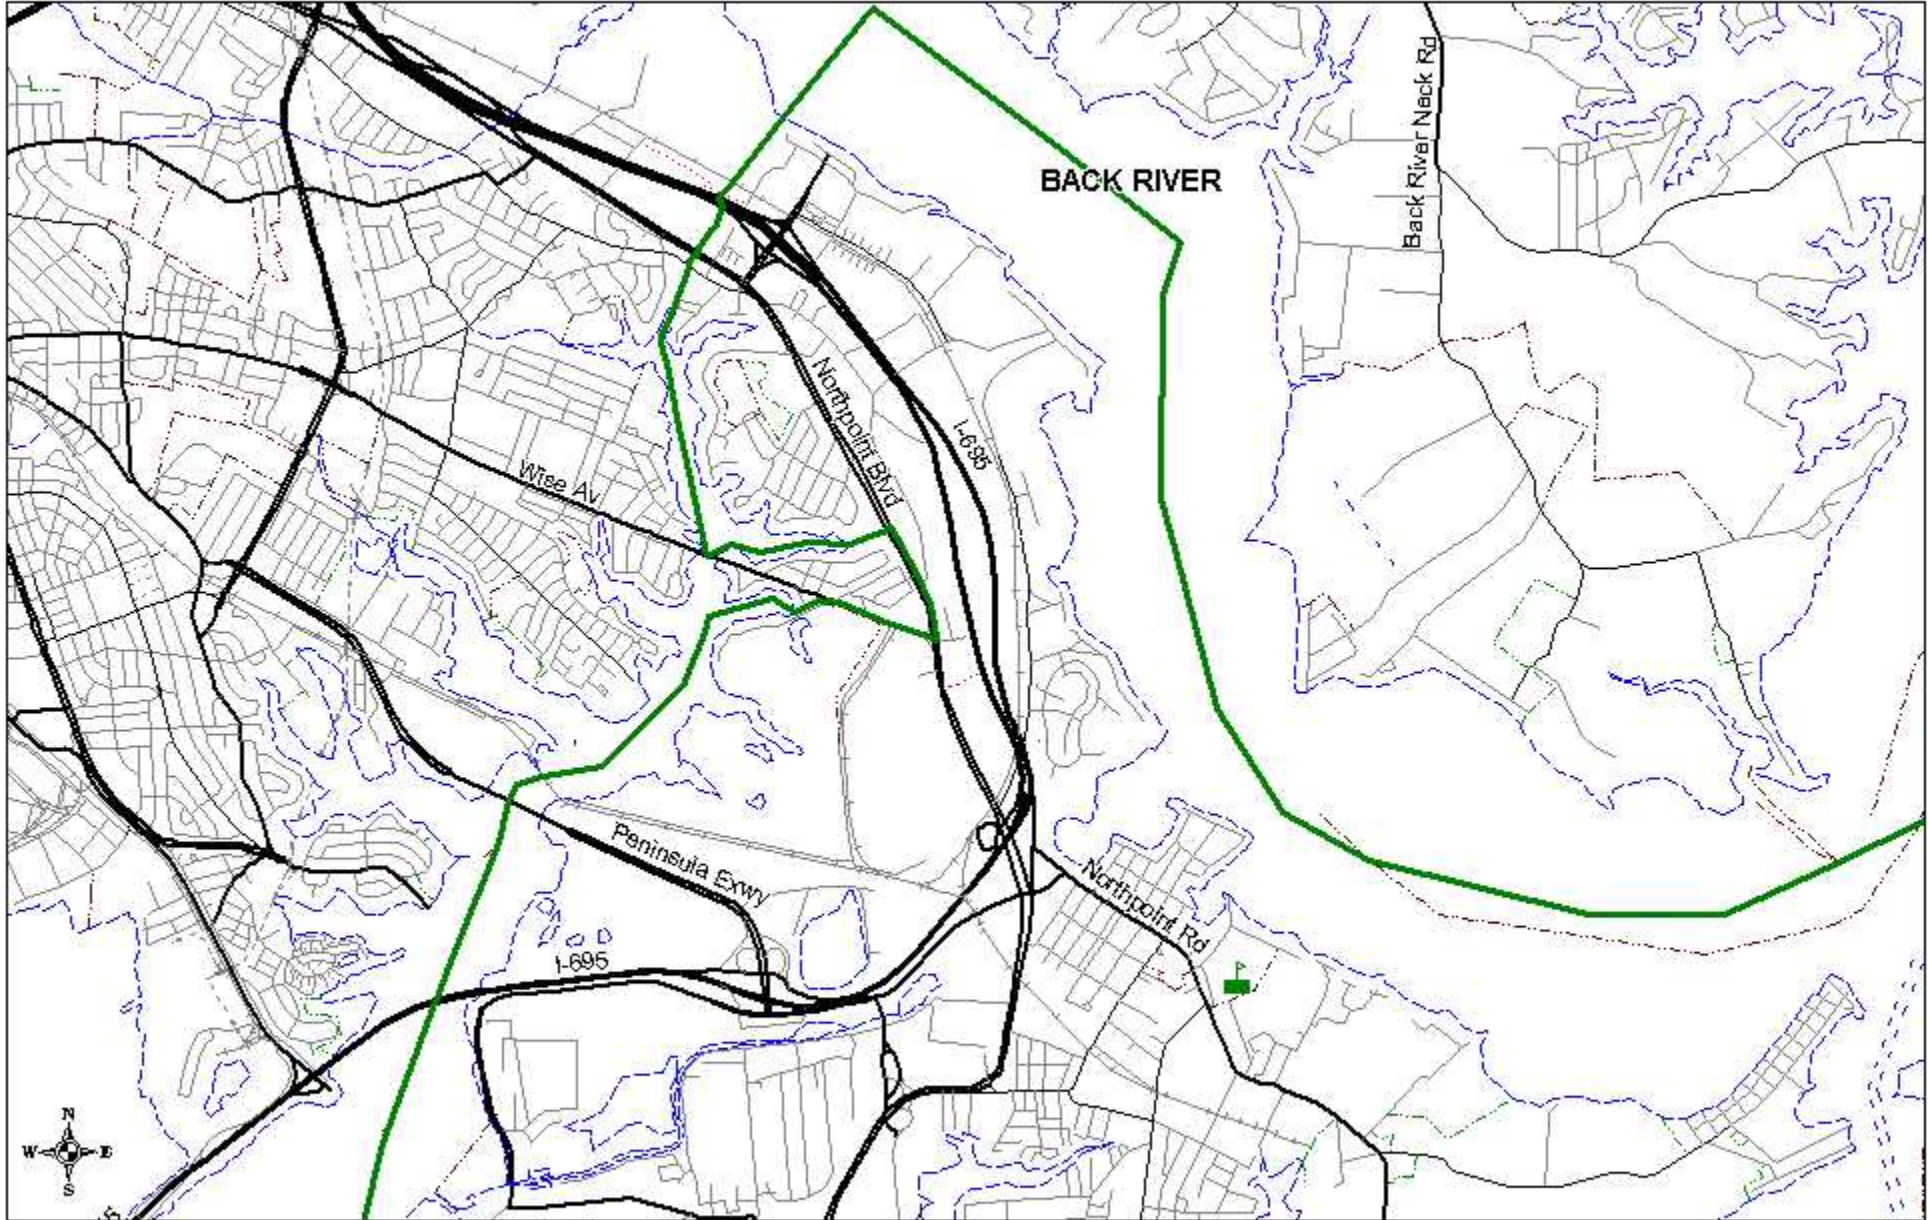 BACK RIVER
Back River Neck Rd
Northpoint Blvd
I-695
Wise Av
Peninsula Exwy
Northpoint Rd
I-695
N
W E
S